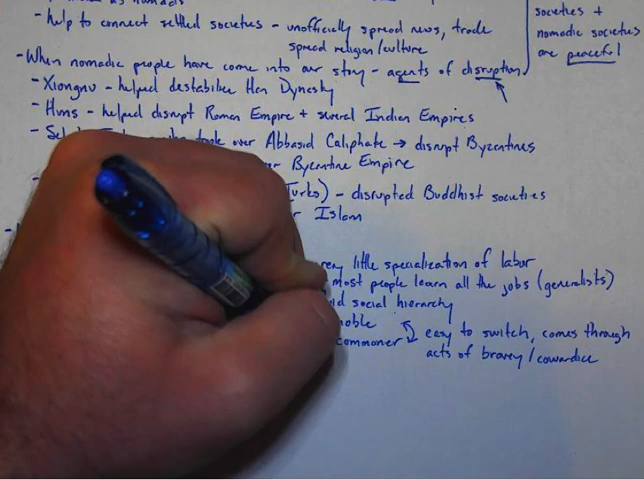 - help to connect settled societies - unofficially spread news, trade
spread religion/culture
societies +
nomadic societies
are peaceful
- When nomadic people have come into our story - agents of disruption
- Xiongnu - helped destabilize Han Dynasty
- Huns - helped disrupt Roman Empire + several Indian Empires
over Abbasid Caliphate → disrupt Byzantines
Byzantine Empire
Turks) - disrupted Buddhist societies
Islam
very little specialization of labor
most people learn all the jobs (generalists)
social hierarchy
noble
commoner
easy to switch, comes through
acts of bravery/cowardice